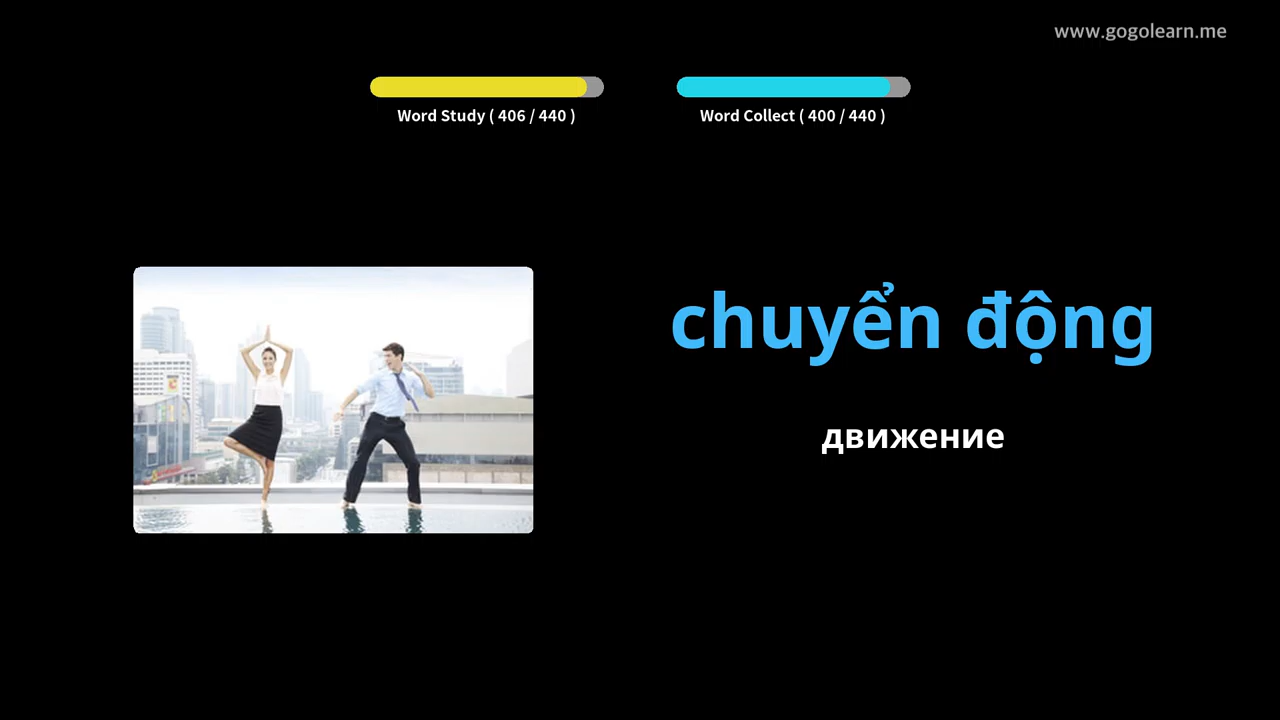 www.gogolearn.me
Word Study ( 406 / 440 )
Word Collect ( 400 / 440 )
chuyển động
движение